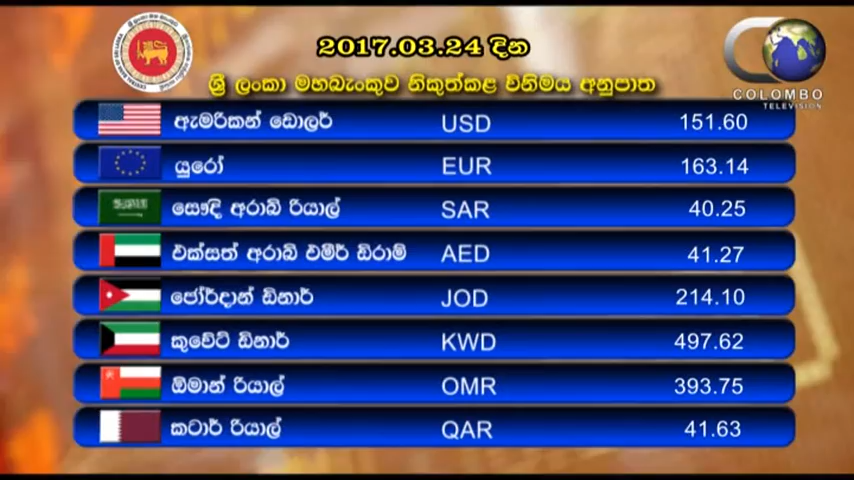 2017.03.24 දින
ශ්‍රී ලංකා මහබැංකුව නිකුත්කළ විනිමය අනුපාත
COLOMBO
TELEVISION
ඇමරිකන් ඩොලර් USD 151.60
යුරෝ EUR 163.14
සෞදි අරාබි රියාල් SAR 40.25
එක්සත් අරාබි එමීර් ඩිරාම් AED 41.27
ජෝර්දාන් ඩිනාර් JOD 214.10
කුවේට් ඩිනාර් KWD 497.62
ඕමාන් රියාල් OMR 393.75
කටාර් රියාල් QAR 41.63